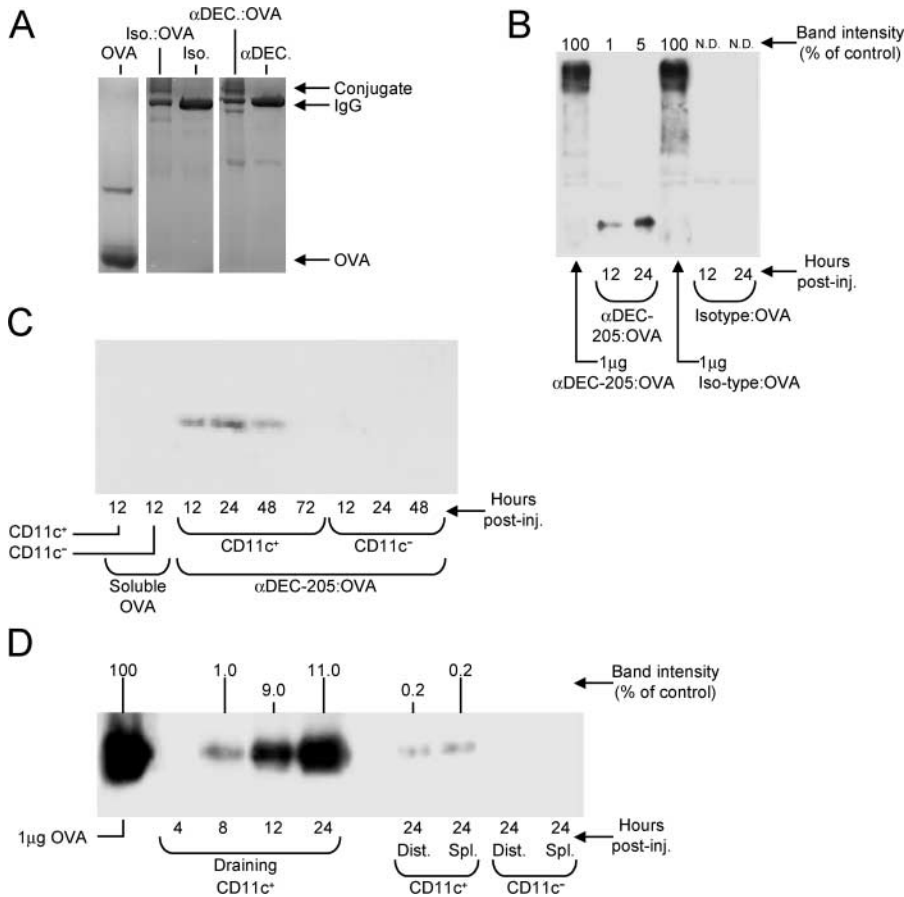 A
αDEC.:OVA
Iso.:OVA
OVA
Iso.
αDEC.
Conjugate
IgG
OVA
B
100 1 5 100 N.D. N.D.
Band intensity
(% of control)
12 24 12 24
Hours
post-inj.
αDEC-
205:OVA
Isotype:OVA
1µg
αDEC-205:OVA
1µg
Iso-type:OVA
C
12 12 12 24 48 72 12 24 48
Hours
post-inj.
CD11c⁺
CD11c⁻
CD11c⁺
CD11c⁻
Soluble
OVA
αDEC-205:OVA
D
100 1.0 9.0 11.0 0.2 0.2
Band intensity
(% of control)
1µg OVA
4 8 12 24 24 24 24 24
Hours
post-inj.
Dist. Spl. Dist. Spl.
Draining
CD11c⁺
CD11c⁺
CD11c⁻